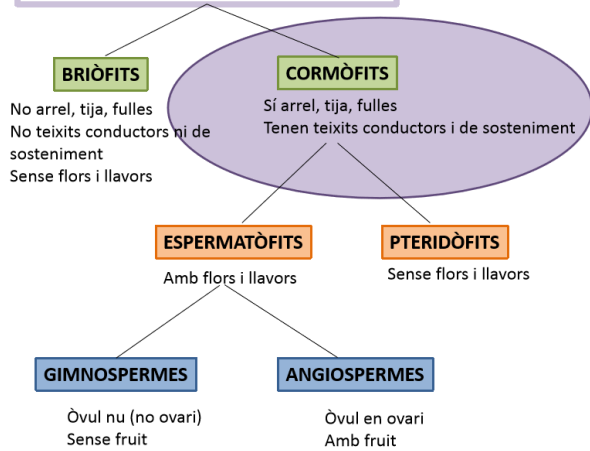 BRIÒFITS
No arrel, tija, fulles
No teixits conductors ni de
sosteniment
Sense flors i llavors
CORMÒFITS
Sí arrel, tija, fulles
Tenen teixits conductors i de sosteniment
ESPERMATÒFITS
Amb flors i llavors
PTERIDÒFITS
Sense flors i llavors
GIMNOSPERMES
Òvul nu (no ovari)
Sense fruit
ANGIOSPERMES
Òvul en ovari
Amb fruit